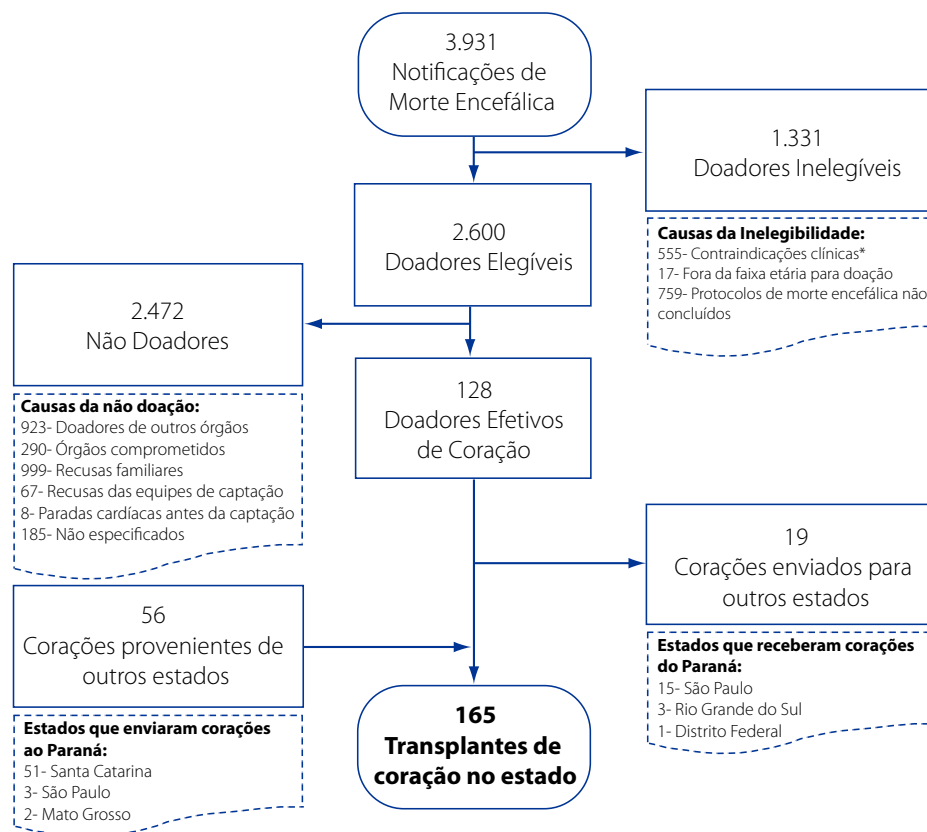 3.931
Notificações de
Morte Encefálica
1.331
Doadores Inelegíveis
Causas da Inelegibilidade:
555- Contraindicações clínicas*
17- Fora da faixa etária para doação
759- Protocolos de morte encefálica não
concluídos
2.600
Doadores Elegíveis
2.472
Não Doadores
Causas da não doação:
923- Doadores de outros órgãos
290- Órgãos comprometidos
999- Recusas familiares
67- Recusas das equipes de captação
8- Paradas cardíacas antes da captação
185- Não especificados
128
Doadores Efetivos
de Coração
19
Corações enviados para
outros estados
Estados que receberam corações
do Paraná:
15- São Paulo
3- Rio Grande do Sul
1- Distrito Federal
56
Corações provenientes de
outros estados
Estados que enviaram corações
ao Paraná:
51- Santa Catarina
3- São Paulo
2- Mato Grosso
165
Transplantes de
coração no estado